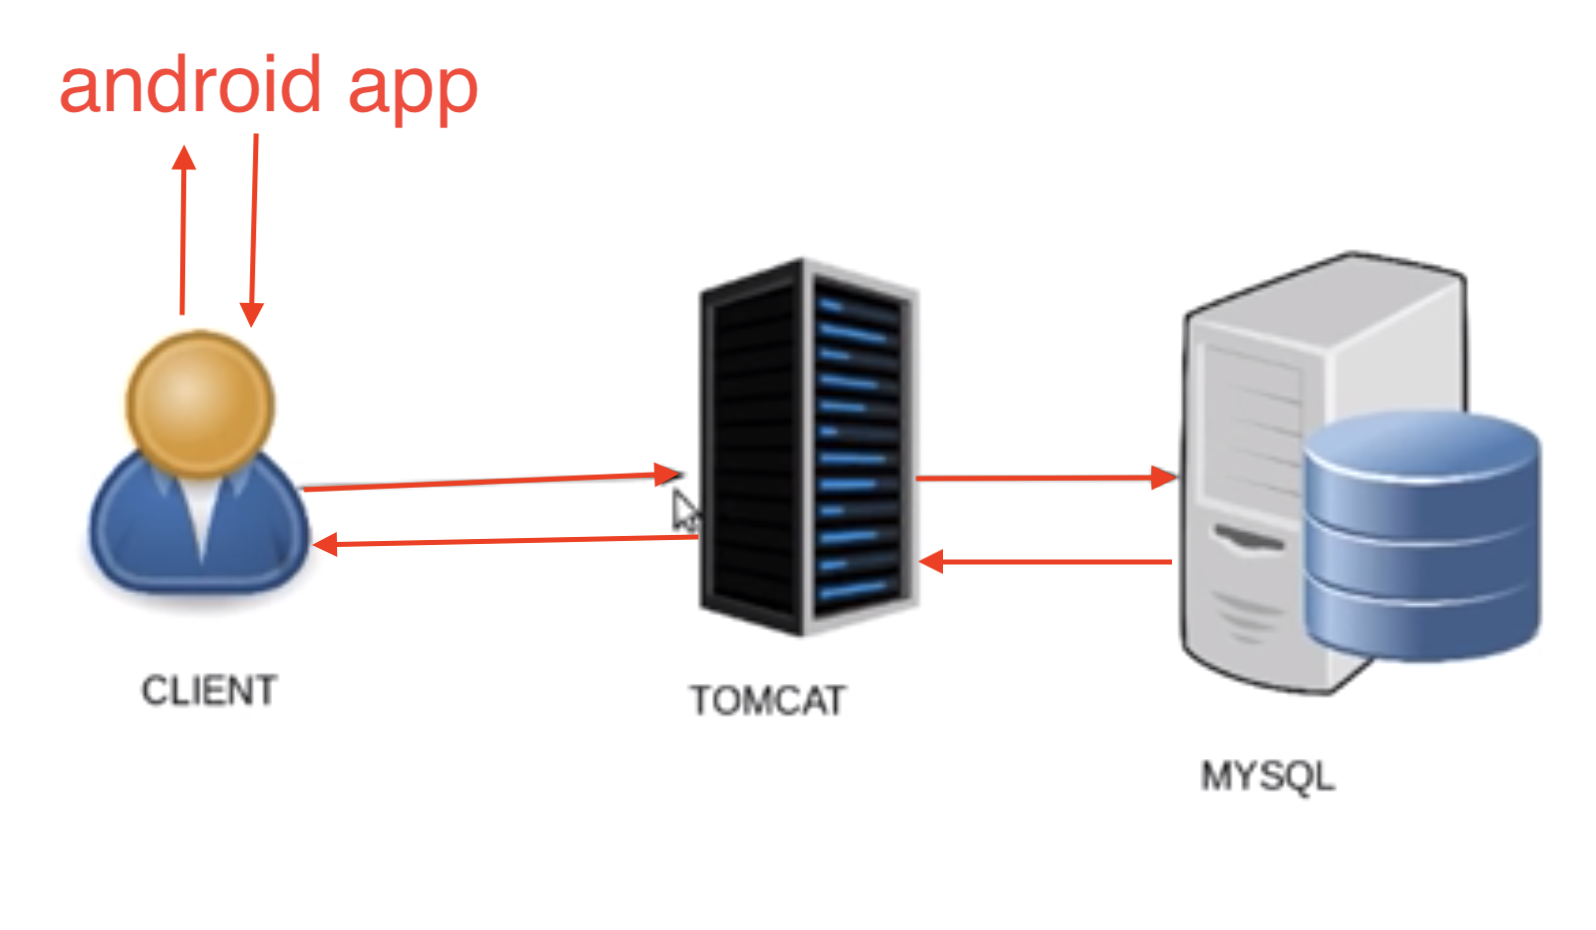 android app
CLIENT
TOMCAT
MYSQL